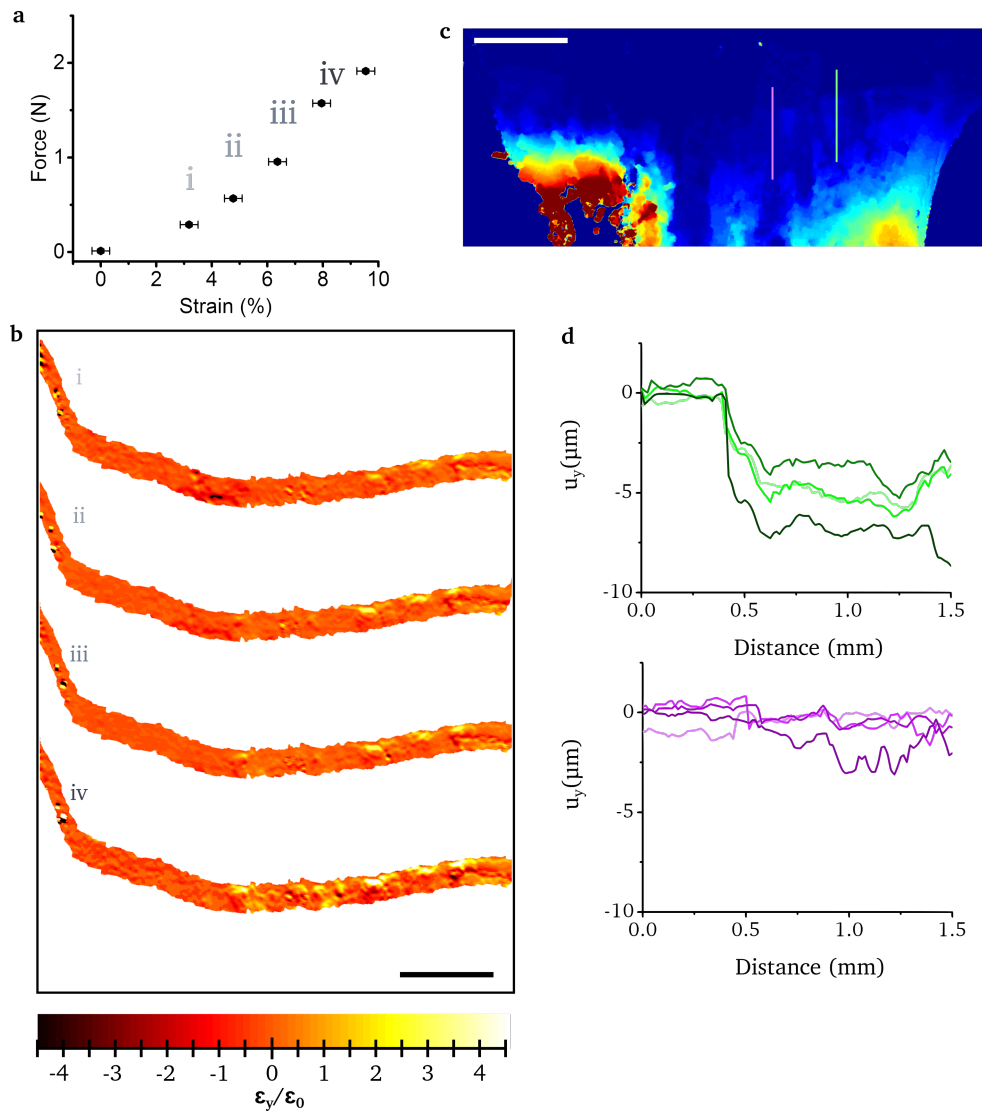 a
Force (N)
2
1
0
i
ii
iii
iv
0 2 4 6 8 10
Strain (%)
c
b
i
ii
iii
iv
-4 -3 -2 -1 0 1 2 3 4
εy/ε0
d
uy(μm)
0
-5
-10
0.0 0.5 1.0 1.5
Distance (mm)
uy(μm)
0
-5
-10
0.0 0.5 1.0 1.5
Distance (mm)